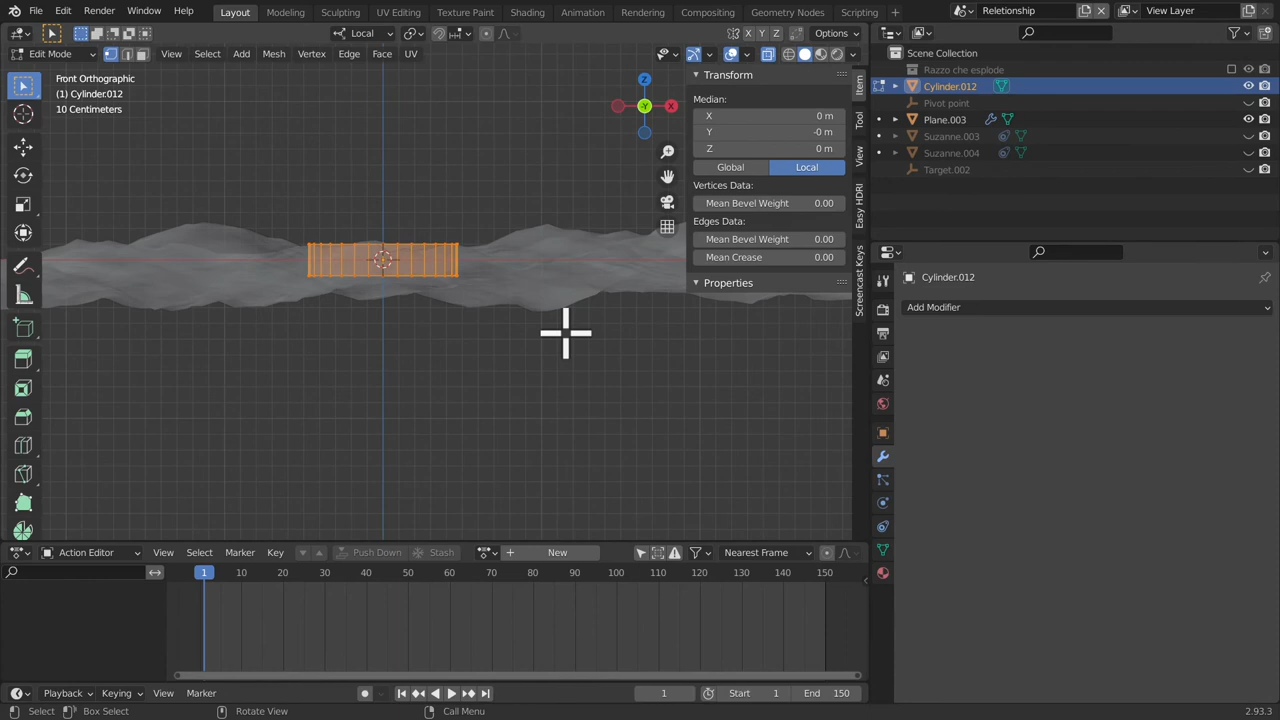 File Edit Render Window Help
Layout Modeling Sculpting UV Editing Texture Paint Shading Animation Rendering Compositing Geometry Nodes Scripting +
Relationship
View Layer
Local
X Y Z
Options
Edit Mode
View Select Add Mesh Vertex Edge Face UV
Front Orthographic
(1) Cylinder.012
10 Centimeters
Z
-Y
X
Transform
Median:
X 0 m
Y -0 m
Z 0 m
Global Local
Vertices Data:
Mean Bevel Weight 0.00
Edges Data:
Mean Bevel Weight 0.00
Mean Crease 0.00
Properties
Item
Tool
View
Easy HDRI
Screencast Keys
Scene Collection
Razzo che esplode
Cylinder.012
Pivot point
Plane.003
Suzanne.003
Suzanne.004
Target.002
Cylinder.012
Add Modifier
Action Editor View Select Marker Key Push Down Stash New Nearest Frame
1 10 20 30 40 50 60 70 80 90 100 110 120 130 140 150
Playback Keying View Marker 1 Start 1 End 150
Select Box Select Rotate View Call Menu 2.93.3